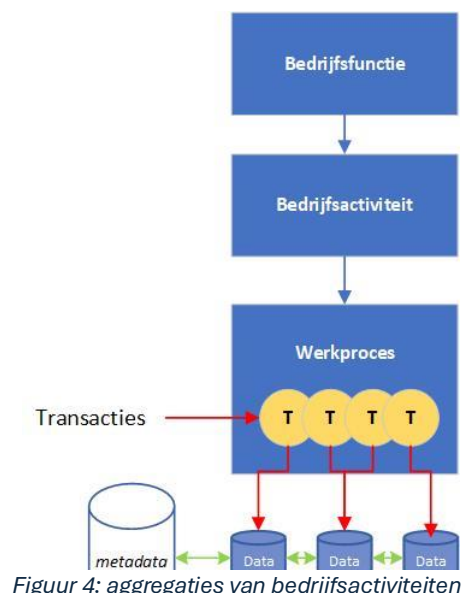 Bedrijfsfunctie
Bedrijfsactiviteit
Werkproces
Transacties
T T T T
metadata
Data Data Data
Figuur 4: aggregaties van bedrijfsactiviteiten